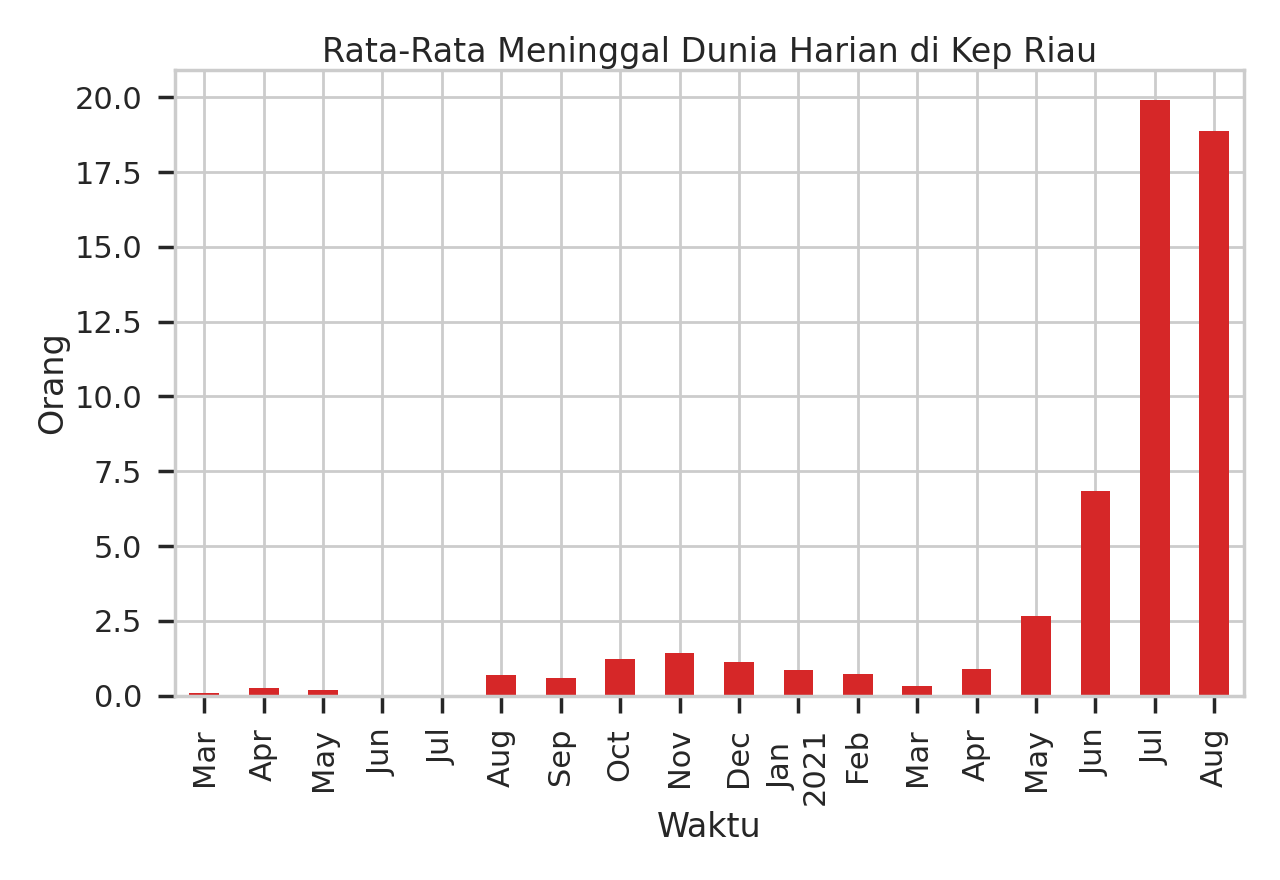 Rata-Rata Meninggal Dunia Harian di Kep Riau
20.0
17.5
15.0
12.5
10.0
7.5
5.0
2.5
0.0
Orang
Mar
Apr
May
Jun
Jul
Aug
Sep
Oct
Nov
Dec
Jan
2021
Feb
Mar
Apr
May
Jun
Jul
Aug
Waktu